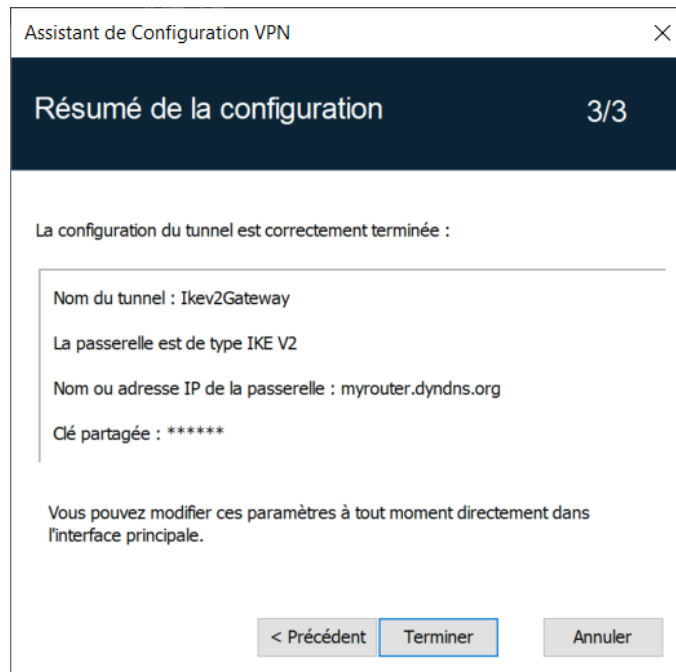 Assistant de Configuration VPN
Résumé de la configuration
3/3
La configuration du tunnel est correctement terminée :
Nom du tunnel : Ikev2Gateway
La passerelle est de type IKE V2
Nom ou adresse IP de la passerelle : myrouter.dyndns.org
Clé partagée : ******
Vous pouvez modifier ces paramètres à tout moment directement dans
l'interface principale.
< Précédent Terminer Annuler